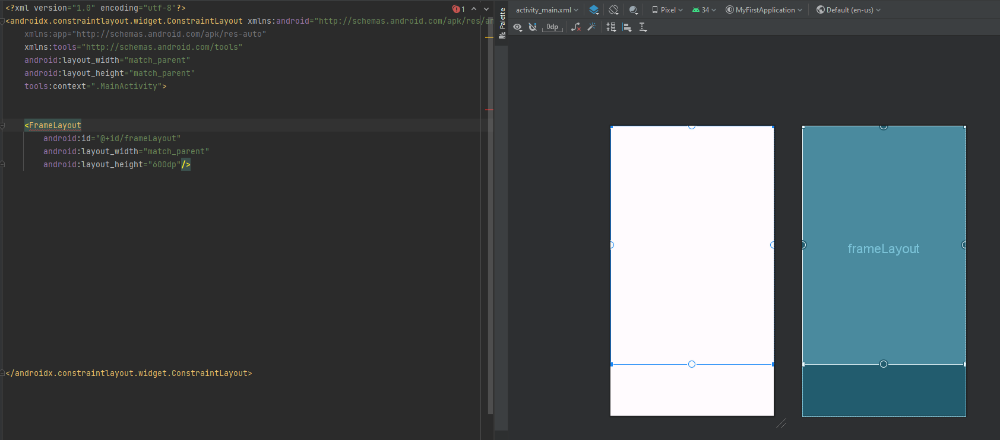 <?xml version="1.0" encoding="utf-8"?>
1
<androidx.constraintlayout.widget.ConstraintLayout xmlns:android="http://schemas.android.com/apk/res/an
xmlns:app="http://schemas.android.com/apk/res-auto"
xmlns:tools="http://schemas.android.com/tools"
android:layout_width="match_parent"
android:layout_height="match_parent"
tools:context=".MainActivity">
<FrameLayout
android:id="@+id/frameLayout"
android:layout_width="match_parent"
android:layout_height="600dp"/>
</androidx.constraintlayout.widget.ConstraintLayout>
Palette
activity_main.xml Pixel 34 MyFirstApplication Default (en-us)
0dp
frameLayout